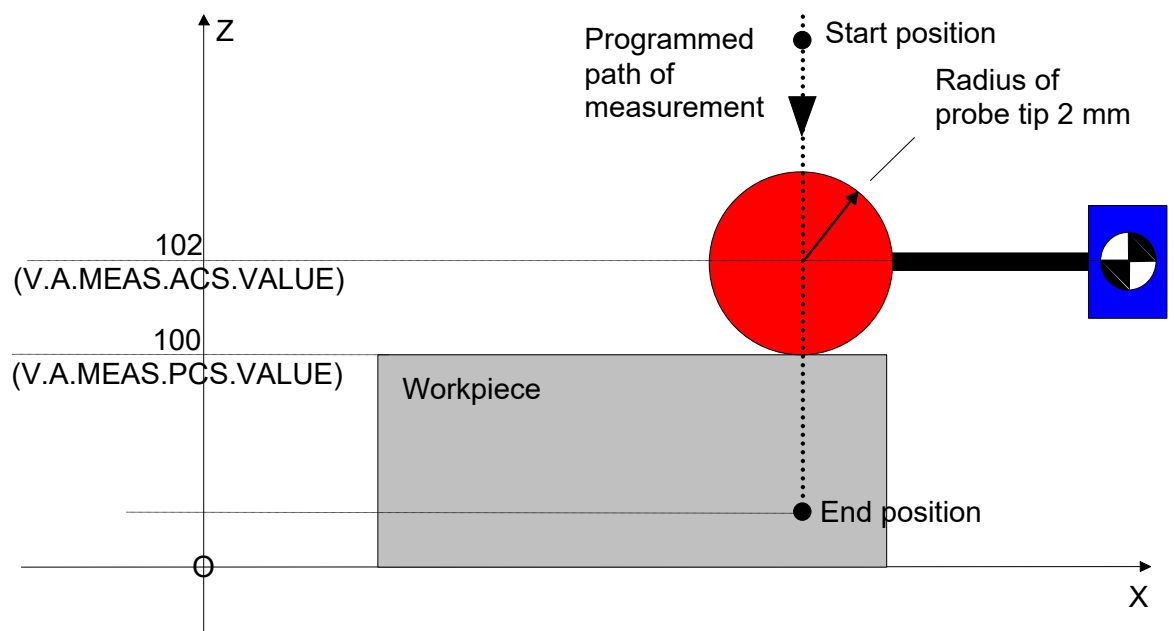 Z
Programmed
path of
measurement
Start position
Radius of
probe tip 2 mm
102
(V.A.MEAS.ACS.VALUE)
100
(V.A.MEAS.PCS.VALUE)
Workpiece
End position
O
X